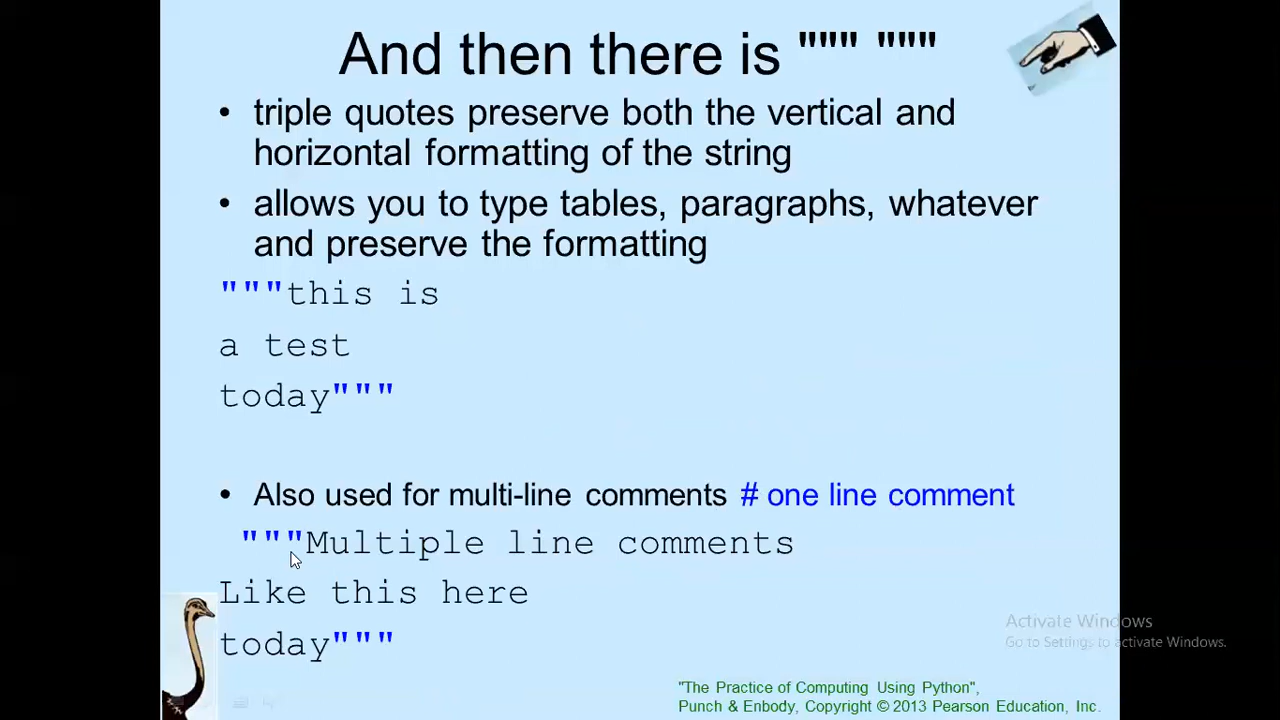 And then there is """ """
• triple quotes preserve both the vertical and
horizontal formatting of the string
• allows you to type tables, paragraphs, whatever
and preserve the formatting
"""this is
a test
today"""
• Also used for multi-line comments # one line comment
"""Multiple line comments
Like this here
today"""
Activate Windows
Go to Settings to activate Windows.
"The Practice of Computing Using Python",
Punch & Enbody, Copyright © 2013 Pearson Education, Inc.